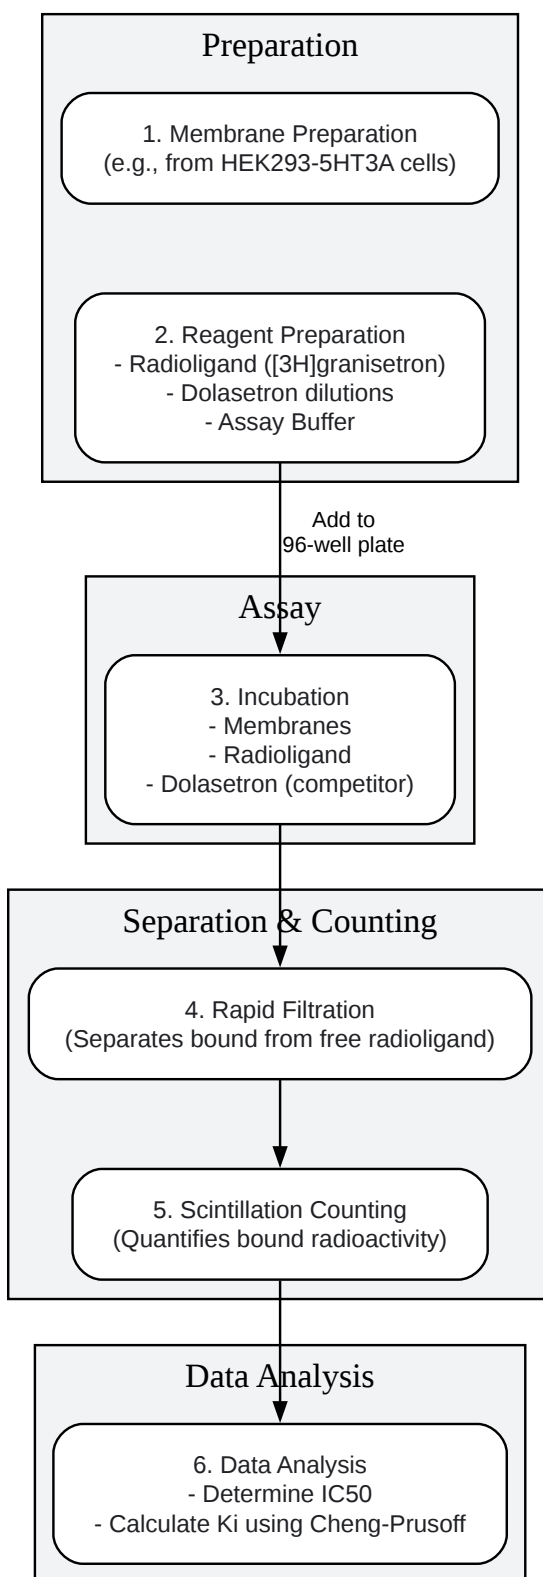 Preparation
1. Membrane Preparation
(e.g., from HEK293-5HT3A cells)
2. Reagent Preparation
- Radioligand ([3H]granisetron)
- Dolasetron dilutions
- Assay Buffer
Add to
96-well plate
Assay
3. Incubation
- Membranes
- Radioligand
- Dolasetron (competitor)
Separation & Counting
4. Rapid Filtration
(Separates bound from free radioligand)
5. Scintillation Counting
(Quantifies bound radioactivity)
Data Analysis
6. Data Analysis
- Determine IC50
- Calculate Ki using Cheng-Prusoff